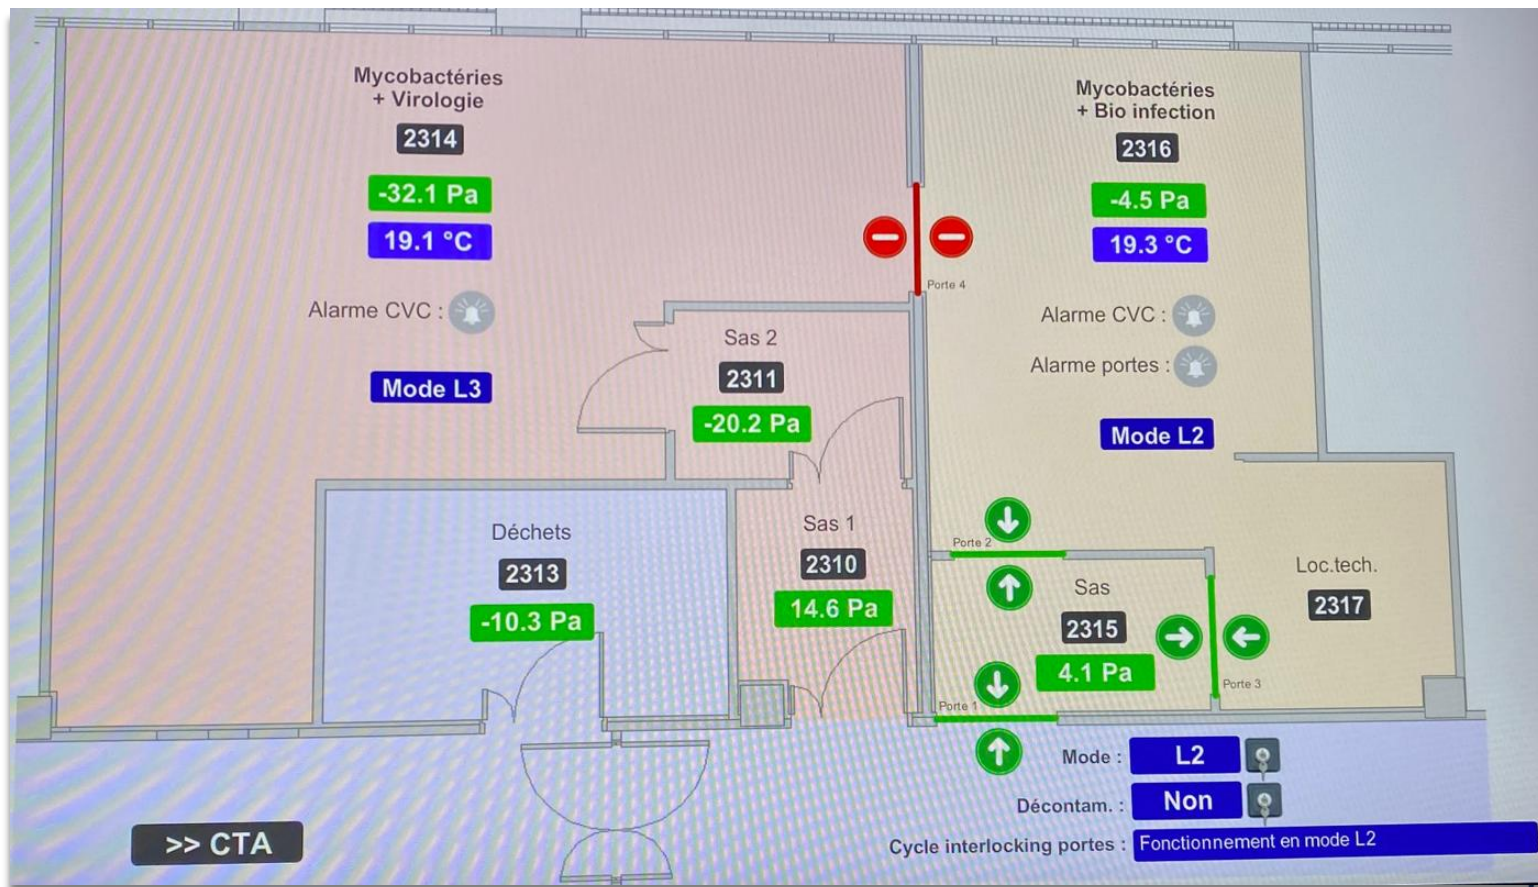 Mycobactéries
+ Virologie
2314
-32.1 Pa
19.1 °C
Alarme CVC :
Mode L3
Mycobactéries
+ Bio infection
2316
-4.5 Pa
19.3 °C
Alarme CVC :
Alarme portes :
Mode L2
Porte 4
Sas 2
2311
-20.2 Pa
Déchets
2313
-10.3 Pa
Sas 1
2310
14.6 Pa
Porte 2
Sas
2315
4.1 Pa
Porte 1
Porte 3
Loc.tech.
2317
Mode : L2
Décontam. : Non
Cycle interlocking portes : Fonctionnement en mode L2
>> CTA